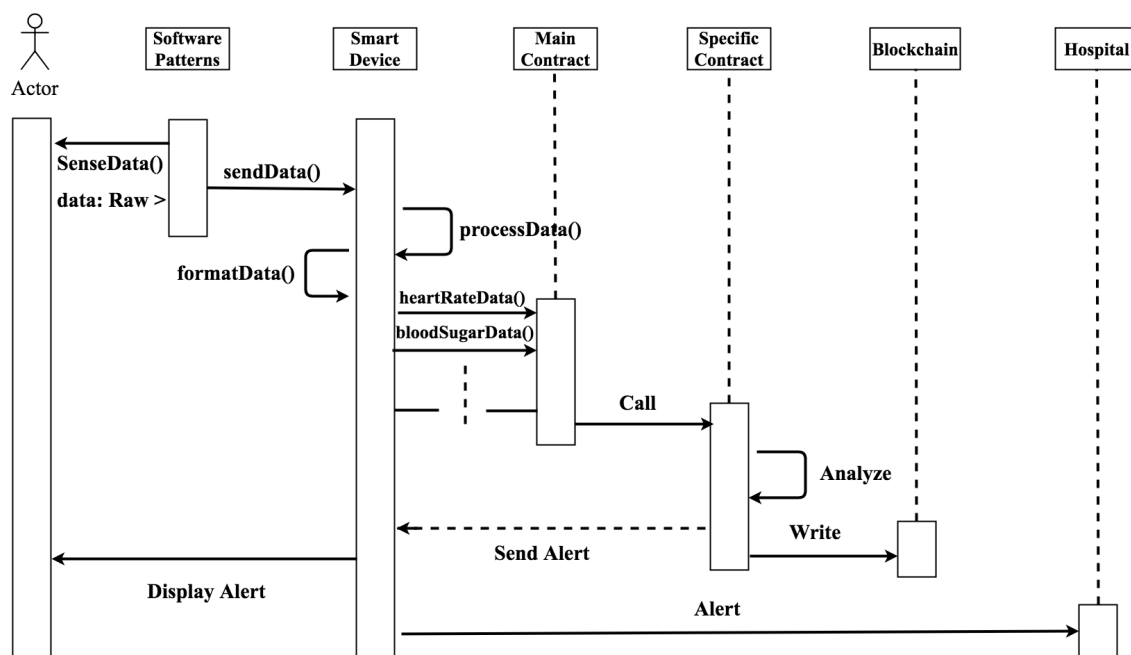 Software
Patterns
Smart
Device
Main
Contract
Specific
Contract
Blockchain
Hospital
Actor
SenseData()
sendData()
data: Raw >
processData()
formatData()
heartRateData()
bloodSugarData()
Call
Analyze
Write
Send Alert
Display Alert
Alert